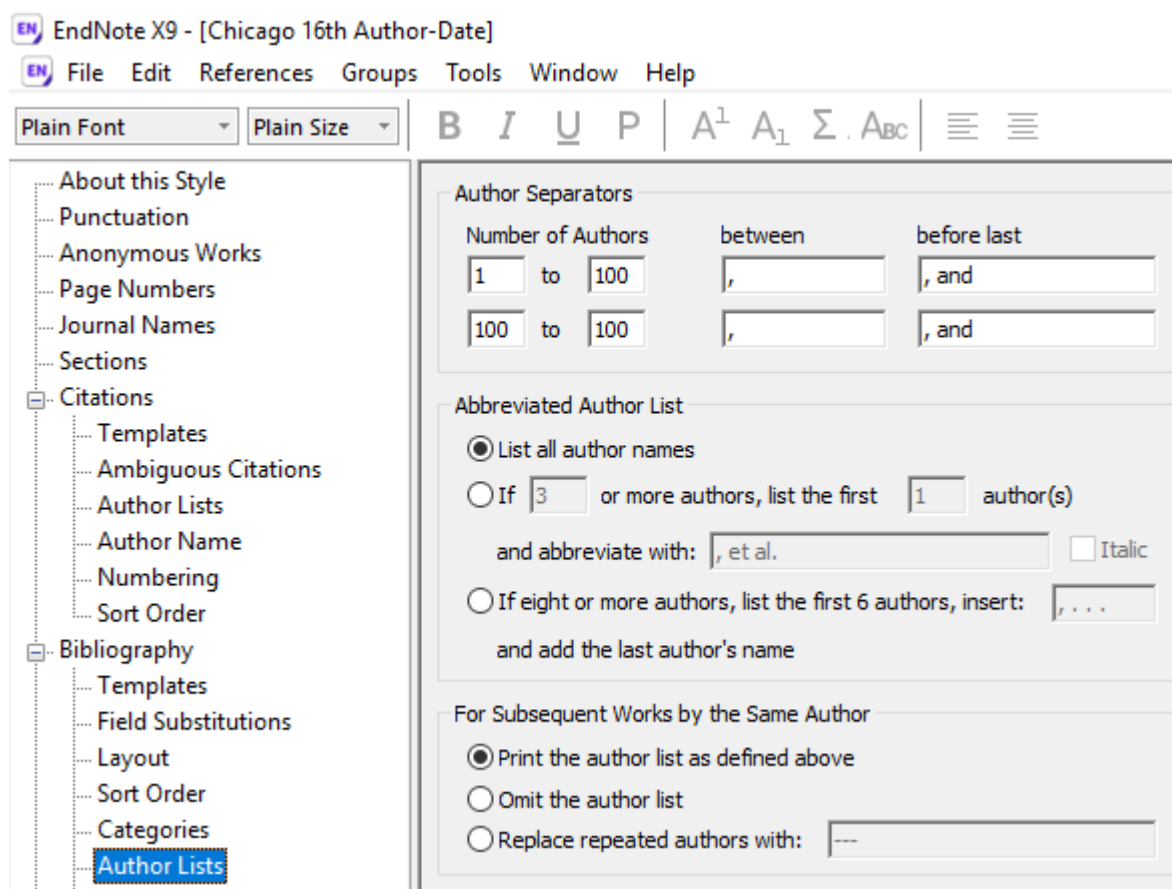 EN EndNote X9 - [Chicago 16th Author-Date]
EN File Edit References Groups Tools Window Help
Plain Font Plain Size B I U P A1 A1 Σ . ABC
About this Style
Punctuation
Anonymous Works
Page Numbers
Journal Names
Sections
Citations
Templates
Ambiguous Citations
Author Lists
Author Name
Numbering
Sort Order
Bibliography
Templates
Field Substitutions
Layout
Sort Order
Categories
Author Lists
Author Separators
Number of Authors between before last
1 to 100 , , and
100 to 100 , , and
Abbreviated Author List
List all author names
If 3 or more authors, list the first 1 author(s)
and abbreviate with: , et al. Italic
If eight or more authors, list the first 6 authors, insert: , . . .
and add the last author's name
For Subsequent Works by the Same Author
Print the author list as defined above
Omit the author list
Replace repeated authors with: ---